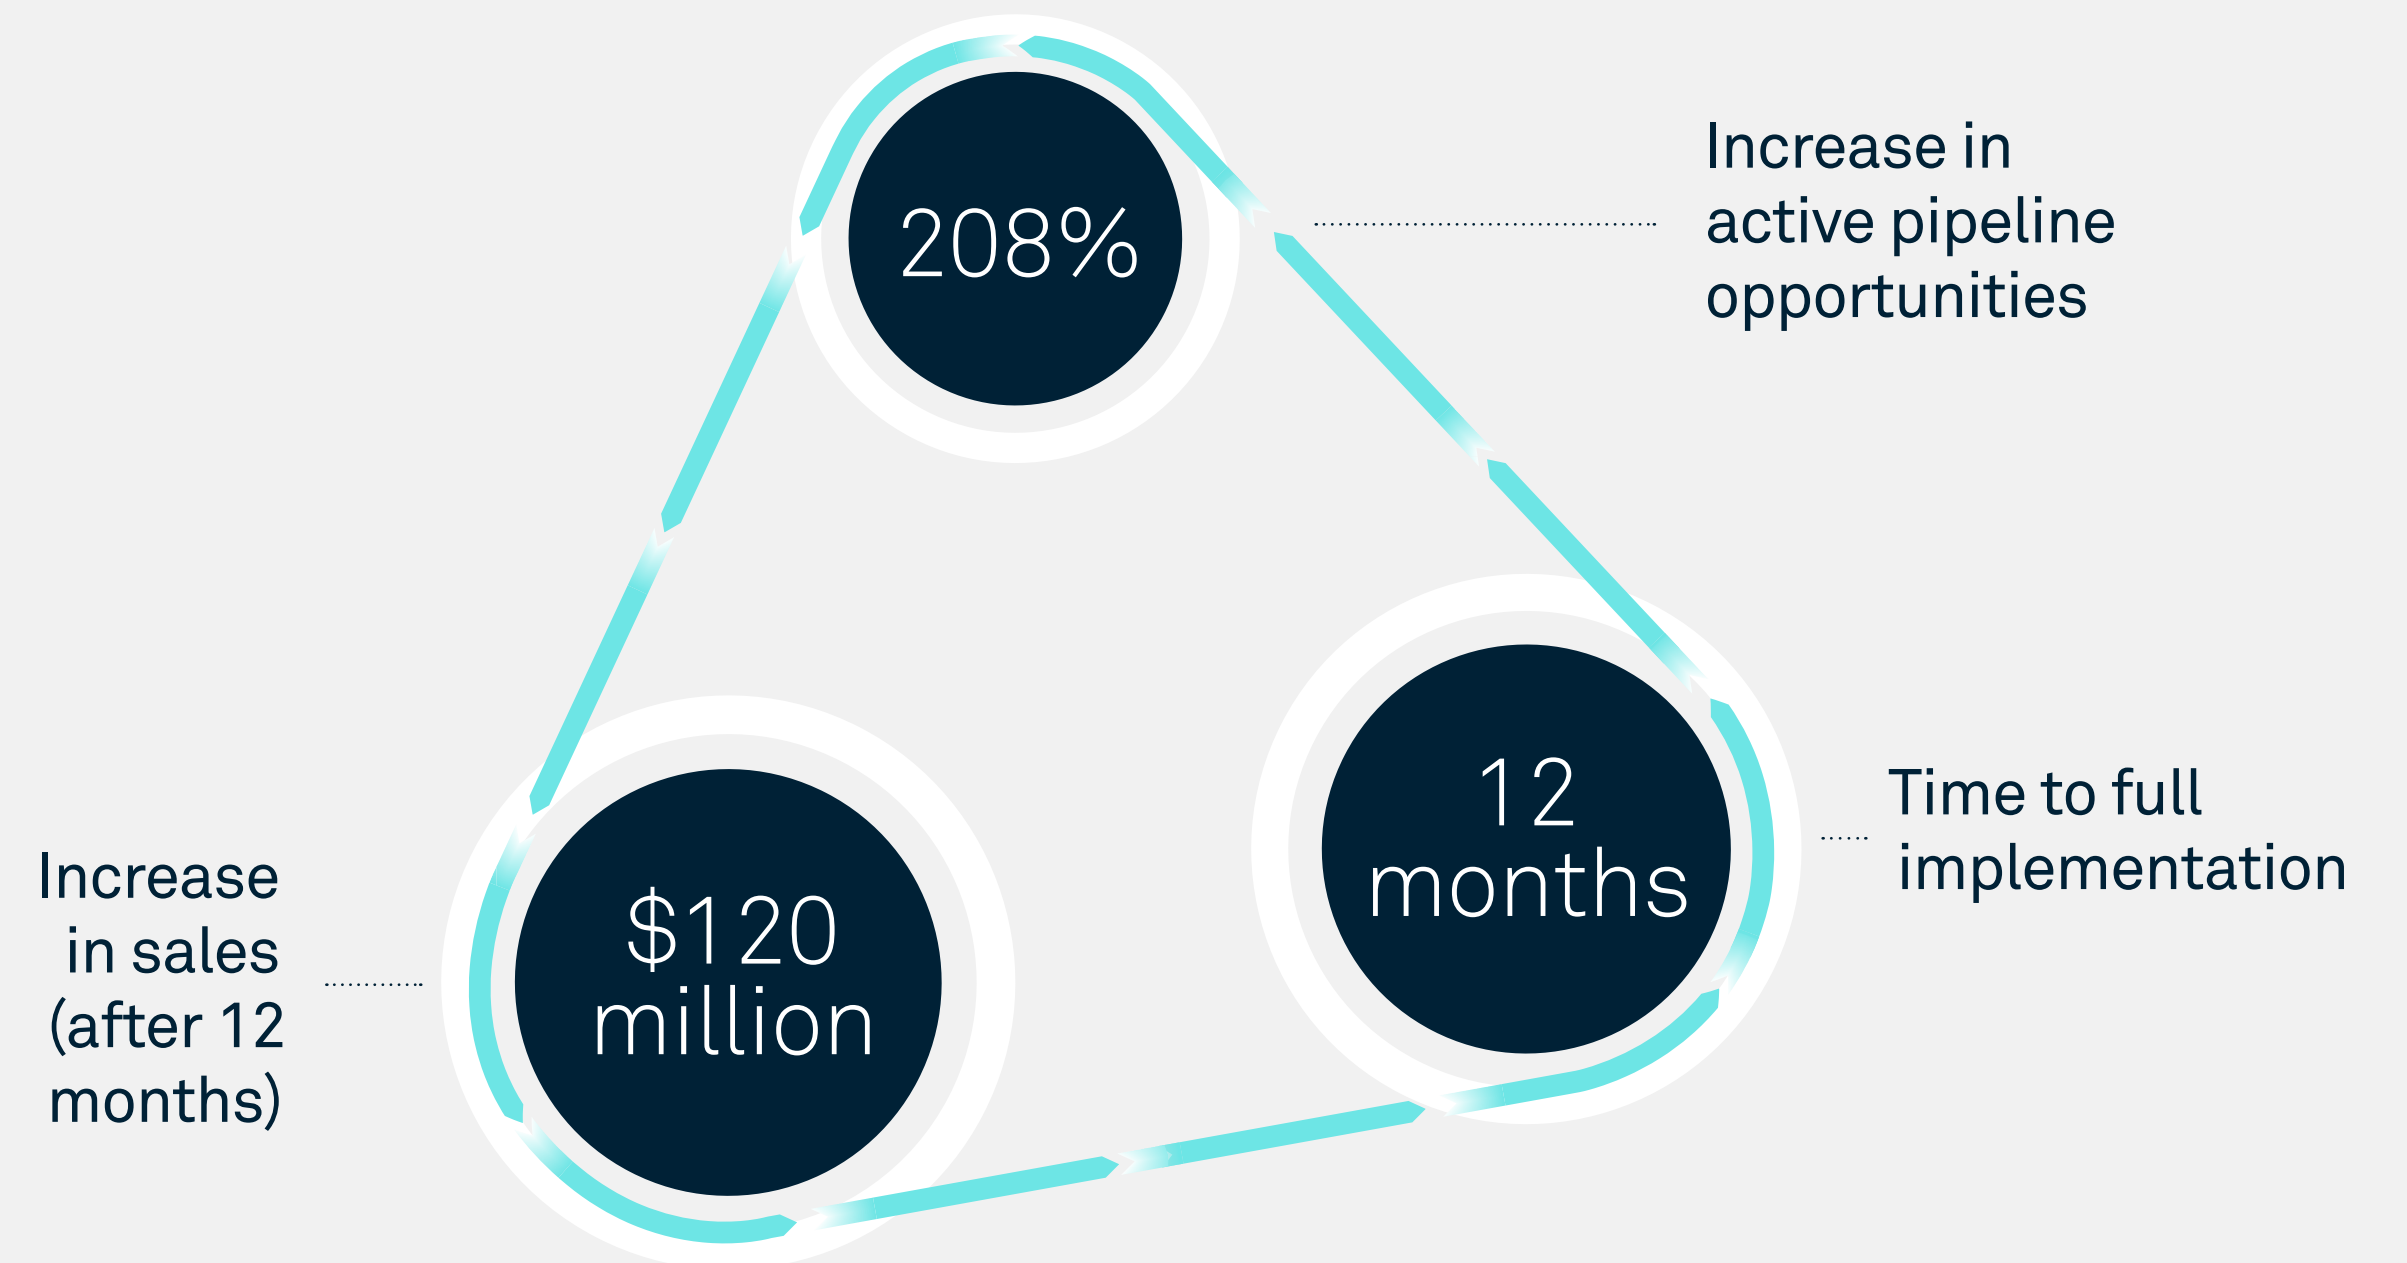 208%
Increase in
active pipeline
opportunities
12
months
Time to full
implementation
$120
million
Increase
in sales
(after 12
months)